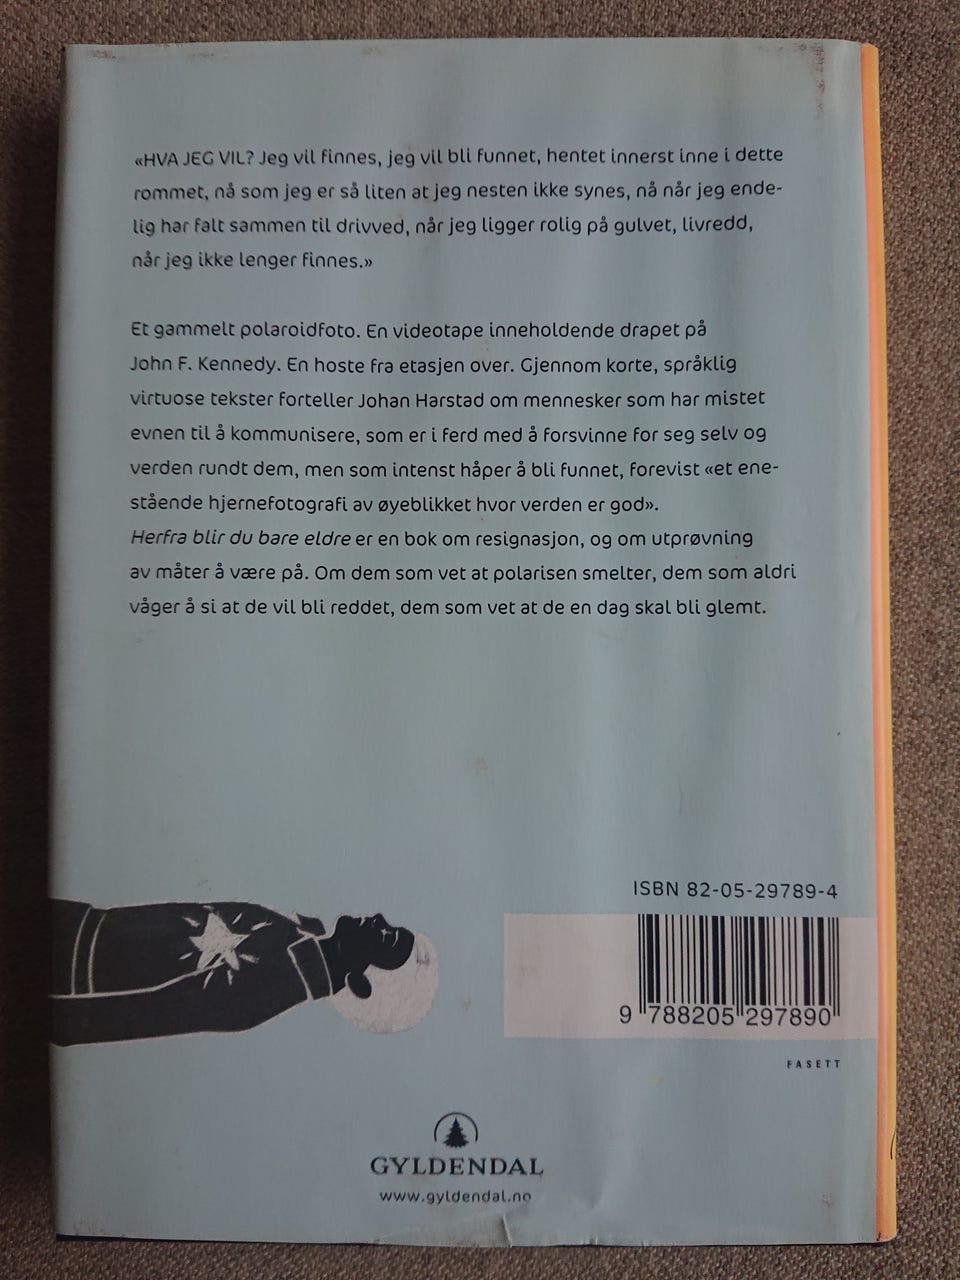 «HVA JEG VIL? Jeg vil finnes, jeg vil bli funnet, hentet innerst inne i dette
rommet, nå som jeg er så liten at jeg nesten ikke synes, nå når jeg ende-
lig har falt sammen til drivved, når jeg ligger rolig på gulvet, livredd,
når jeg ikke lenger finnes.»
Et gammelt polaroidfoto. En videotape inneholdende drapet på
John F. Kennedy. En hoste fra etasjen over. Gjennom korte, språklig
virtuose tekster forteller Johan Harstad om mennesker som har mistet
evnen til å kommunisere, som er i ferd med å forsvinne for seg selv og
verden rundt dem, men som intenst håper å bli funnet, forevist «et ene-
stående hjernefotografi av øyeblikket hvor verden er god».
Herfra blir du bare eldre er en bok om resignasjon, og om utprøvning
av måter å være på. Om dem som vet at polarisen smelter, dem som aldri
våger å si at de vil bli reddet, dem som vet at de en dag skal bli glemt.
ISBN 82-05-29789-4
9 788205 297890
FASETT
GYLDENDAL
www.gyldendal.no